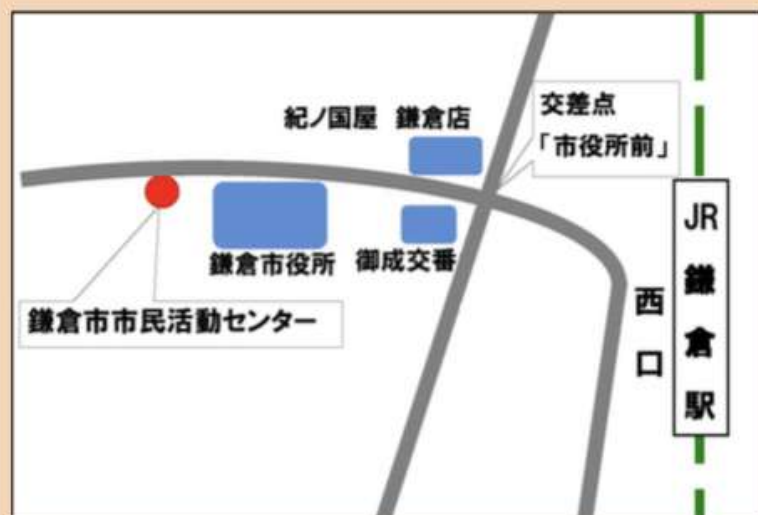 紀ノ国屋 鎌倉店
交差点
「市役所前」
JR鎌倉駅
西口
鎌倉市役所
御成交番
鎌倉市市民活動センター